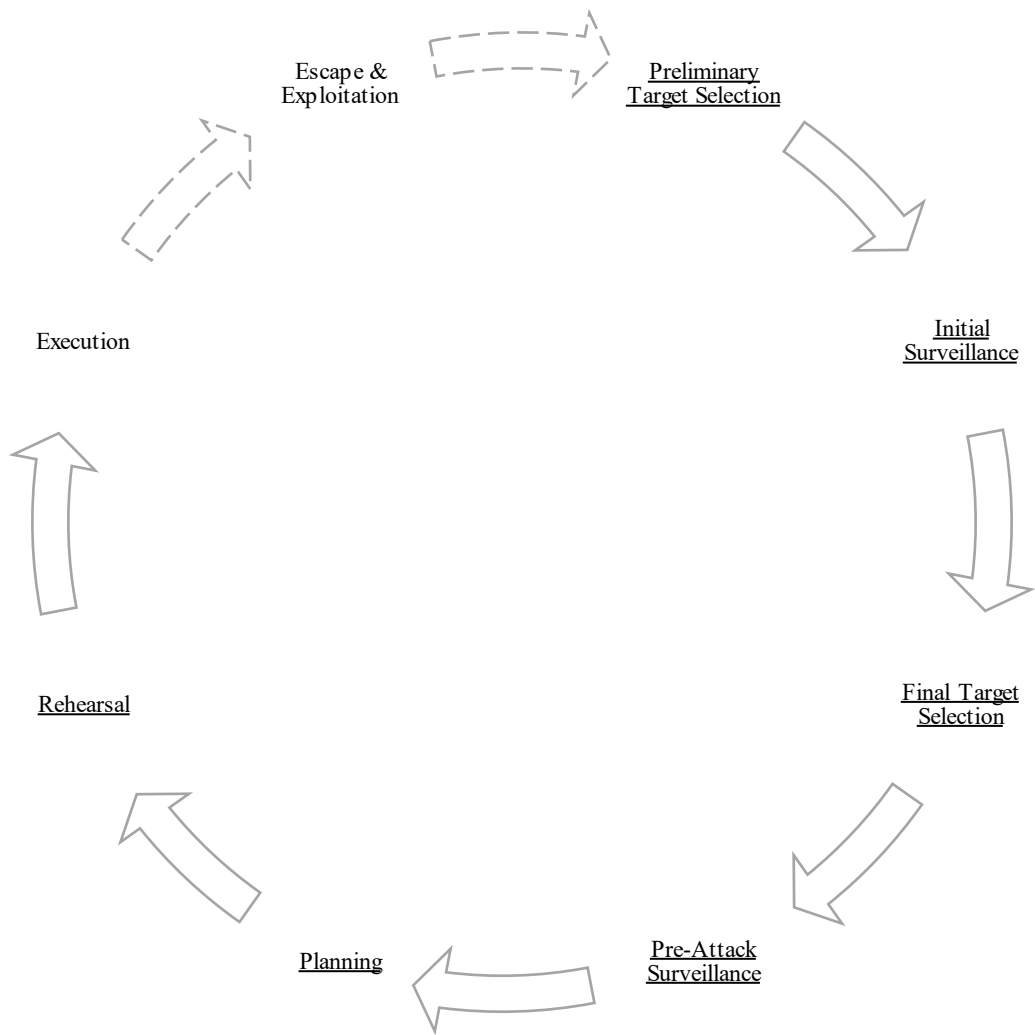 Escape &
Exploitation
Preliminary
Target Selection
Initial
Surveillance
Final Target
Selection
Pre-Attack
Surveillance
Planning
Rehearsal
Execution